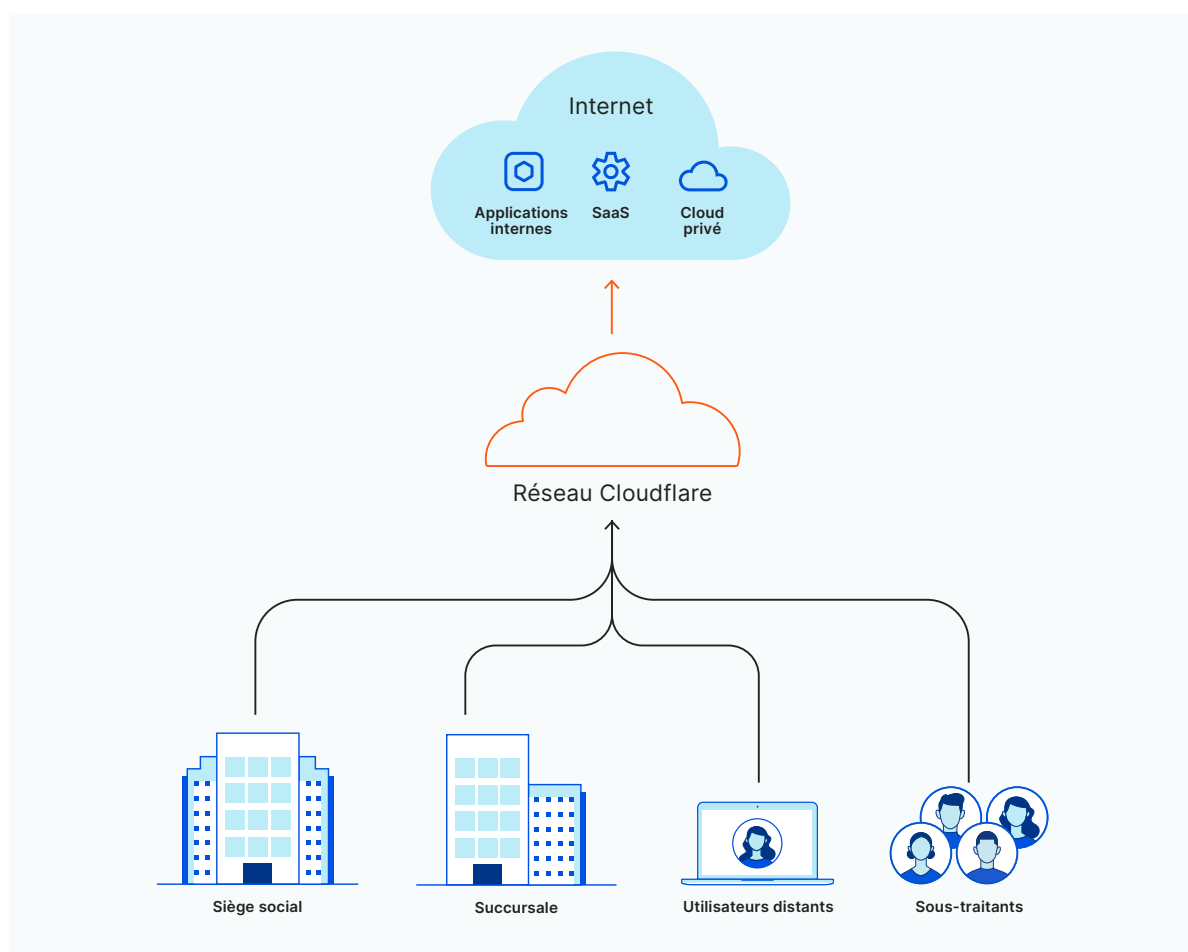 Internet
Applications
internes
SaaS
Cloud
privé
Réseau Cloudflare
Siège social
Succursale
Utilisateurs distants
Sous-traitants